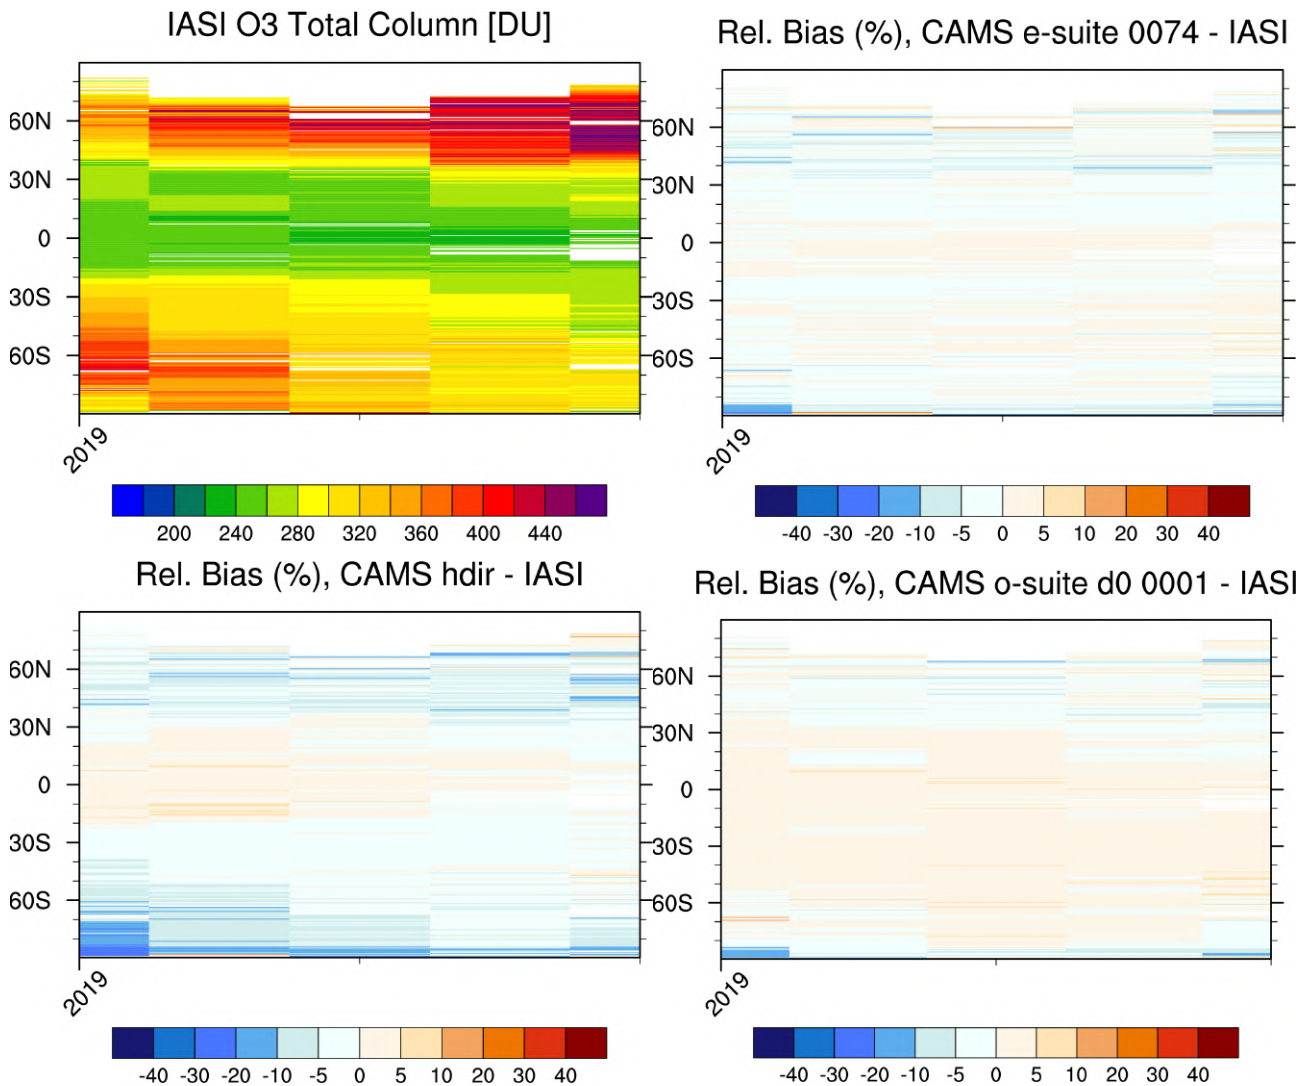 IASI O3 Total Column [DU]
60N
30N
0
30S
60S
2019
200 240 280 320 360 400 440
Rel. Bias (%), CAMS e-suite 0074 - IASI
60N
30N
0
30S
60S
2019
-40 -30 -20 -10 -5 0 5 10 20 30 40
Rel. Bias (%), CAMS hdir - IASI
60N
30N
0
30S
60S
2019
-40 -30 -20 -10 -5 0 5 10 20 30 40
Rel. Bias (%), CAMS o-suite d0 0001 - IASI
60N
30N
0
30S
60S
2019
-40 -30 -20 -10 -5 0 5 10 20 30 40